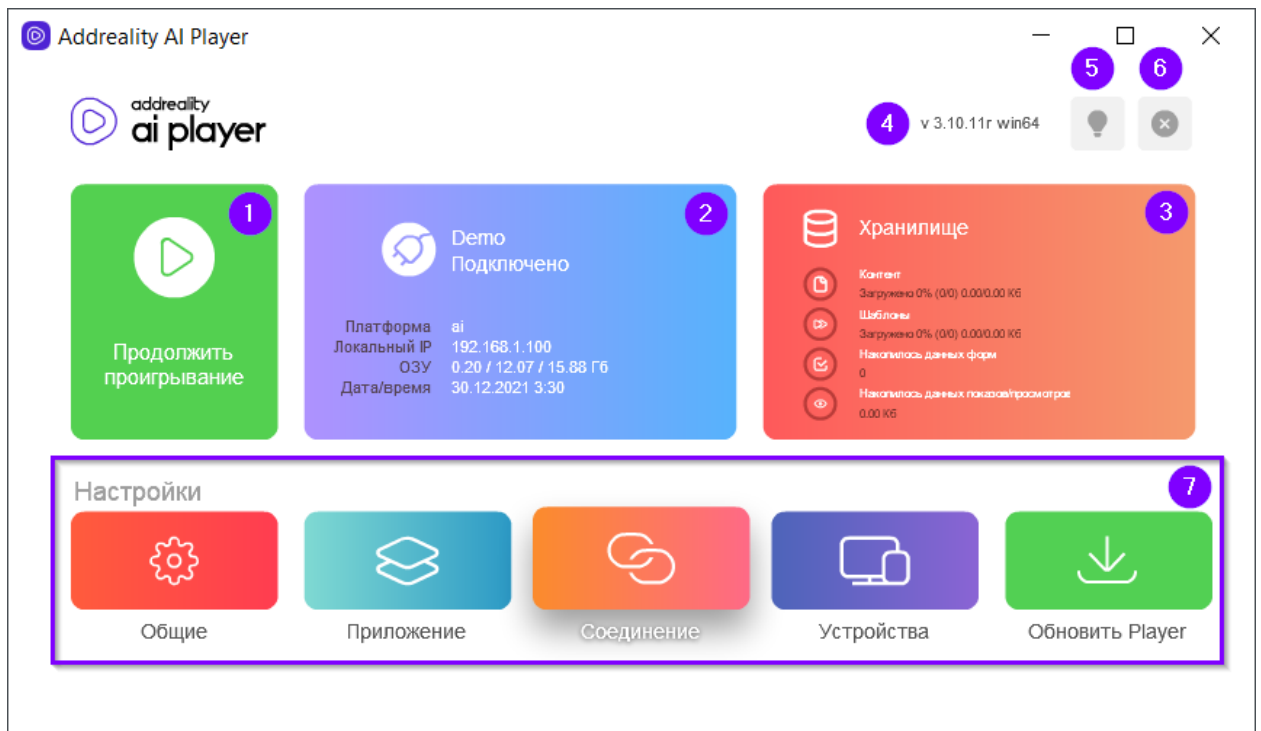 Addreality AI Player
addreality
ai player
4
v 3.10.11r win64
5
6
1
Продолжить
проигрывание
2
Demo
Подключено
Платформа ai
Локальный IP 192.168.1.100
ОЗУ 0.20 / 12.07 / 15.88 Гб
Дата/время 30.12.2021 3:30
3
Хранилище
Контент
Загружено 0% (0/0) 0.00/0.00 Кб
Шаблоны
Загружено 0% (0/0) 0.00/0.00 Кб
Накопилось данных форм
0
Накопилось данных показов/просмотров
0.00 Кб
7
Настройки
Общие
Приложение
Соединение
Устройства
Обновить Player